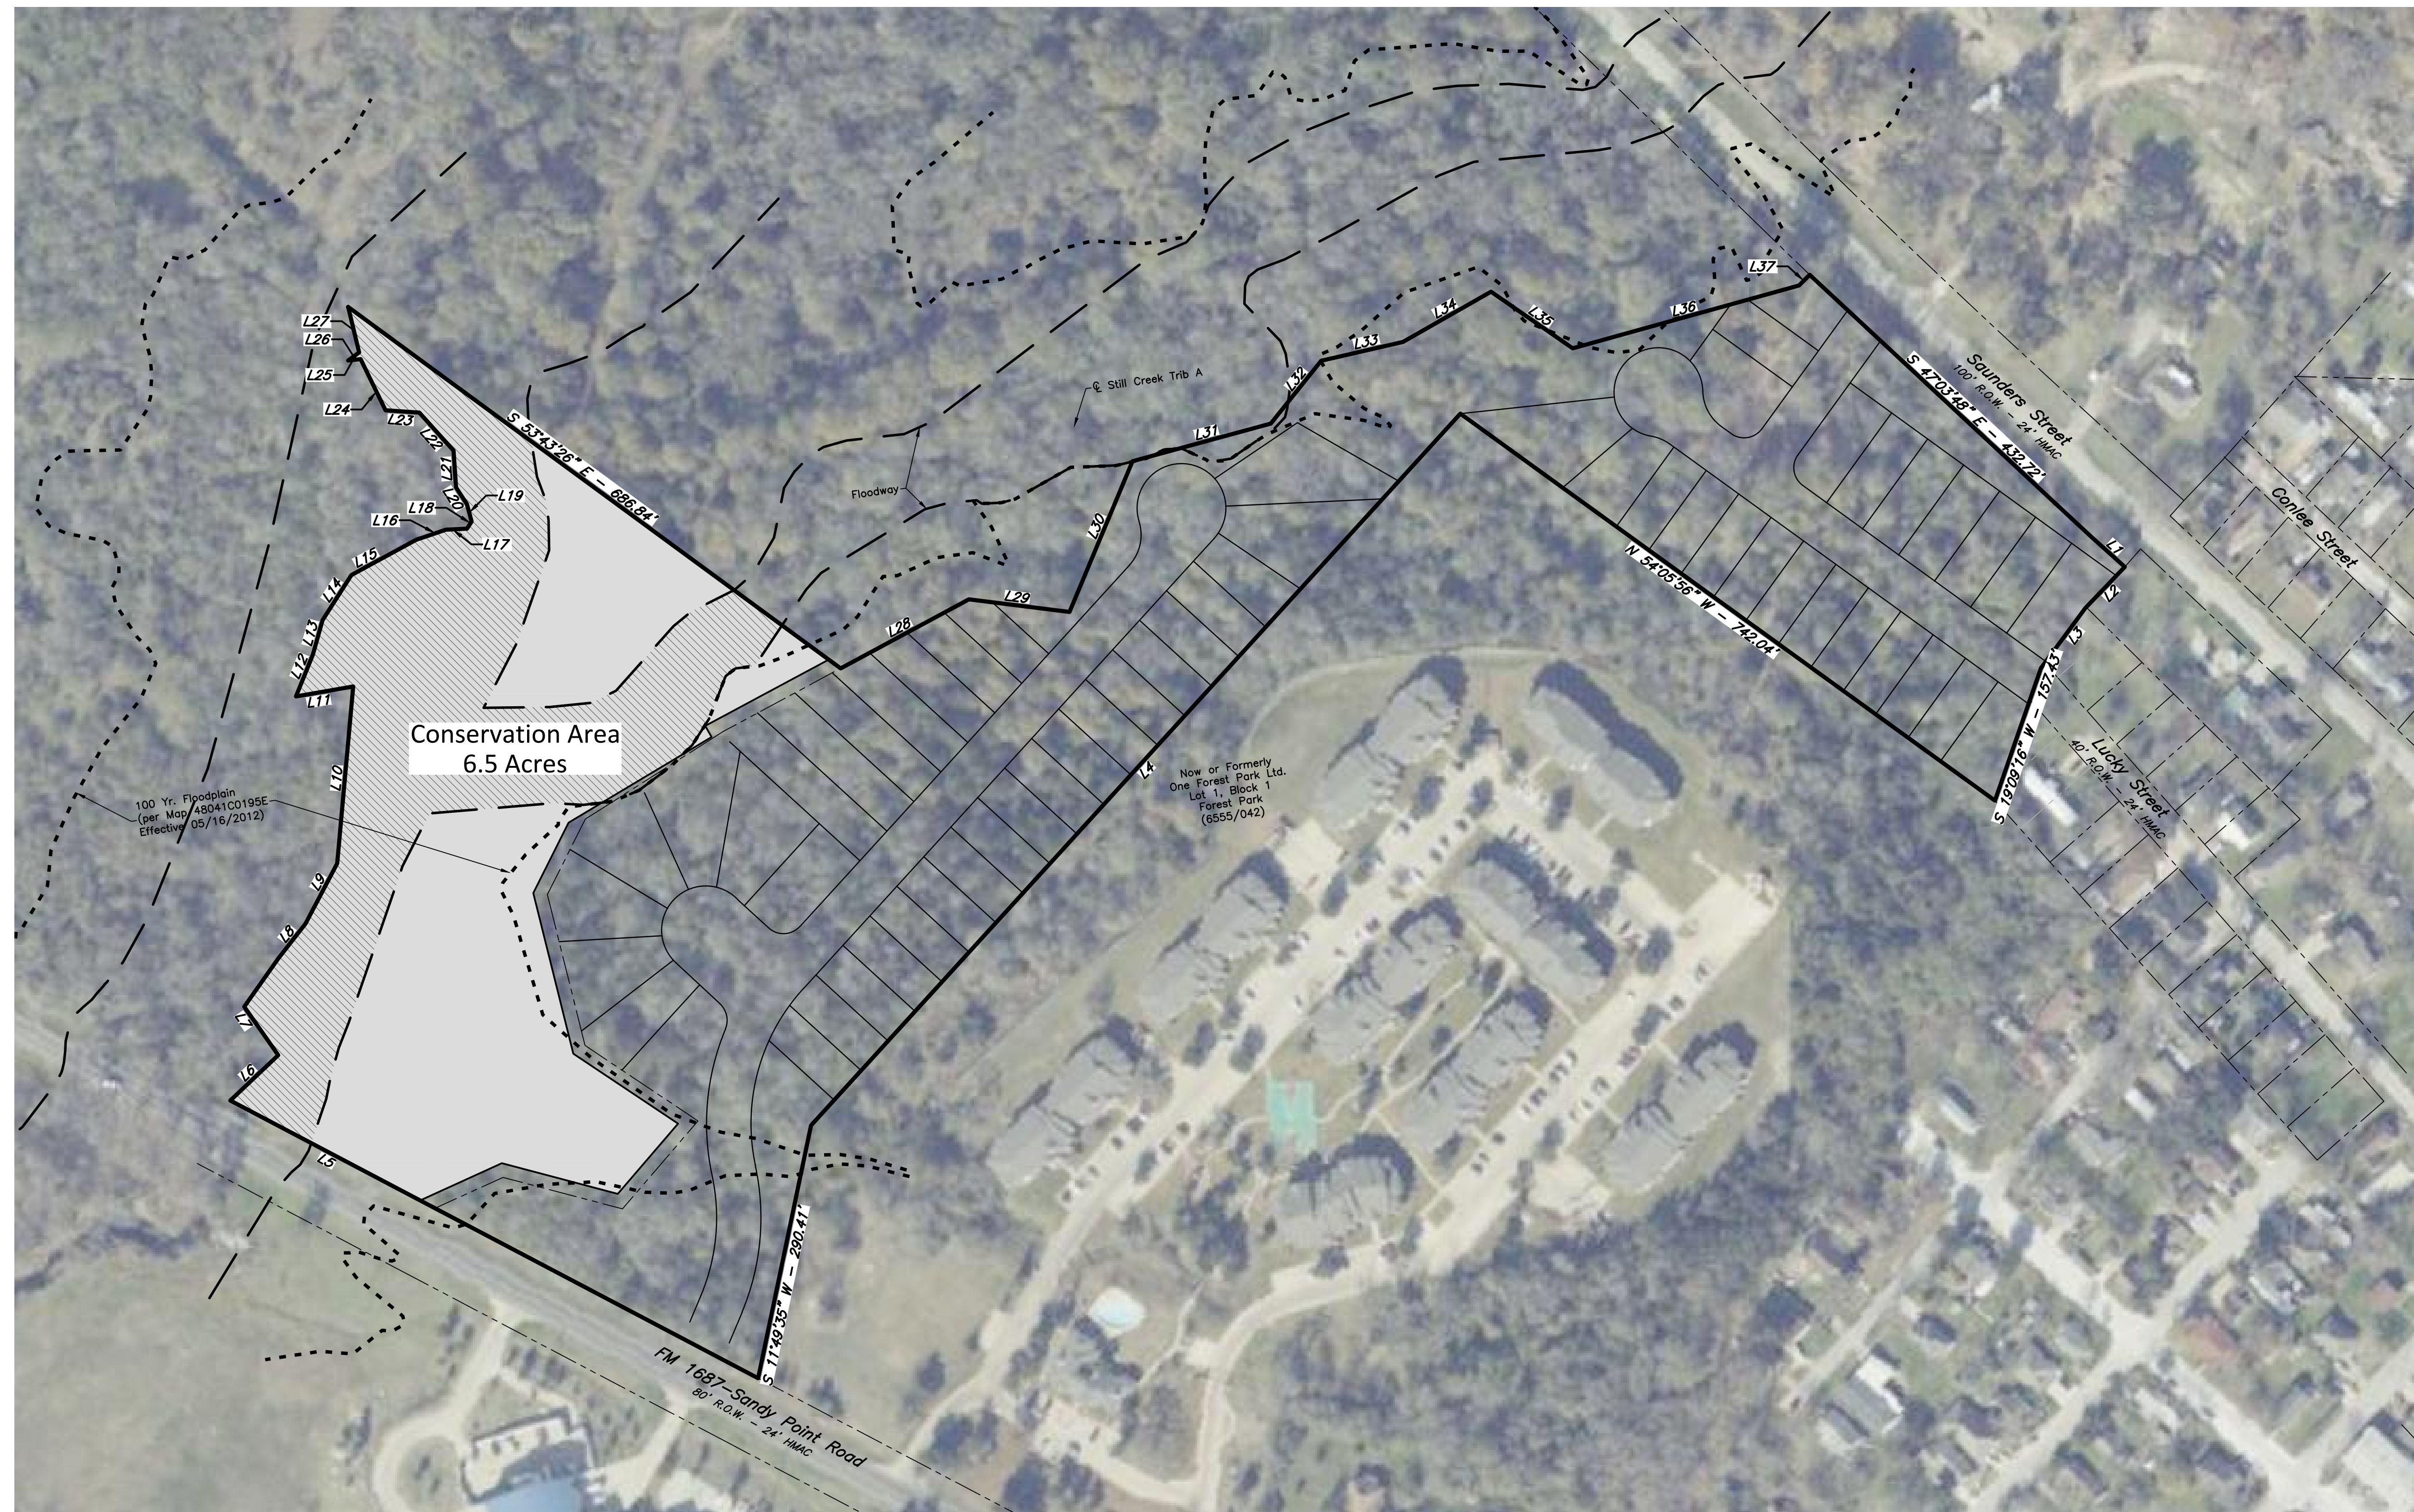 L37
L36
L35
L34
L33
L32
L31
L30
L29
L28
L27
L26
L25
L24
L23
L22
L21
L20
L19
L18
L17
L16
L15
L14
L13
L12
L11
L10
L9
L8
L7
L6
L5
L4
L3
L2
L1
S 53°43'26" E - 686.84'
S 47°03'48" E - 432.72'
N 54°05'56" W - 742.04'
S 19°09'16" W - 157.43'
S 11°49'35" W - 290.41'
℄ Still Creek Trib A
Floodway
Saunders Street
100' R.O.W. - 24' HMAC
Conlee Street
Lucky Street
40' R.O.W. - 24' HMAC
Conservation Area
6.5 Acres
100 Yr. Floodplain
(per Map 48041C0195E
Effective 05/16/2012)
Now or Formerly
One Forest Park Ltd.
Lot 1, Block 1
Forest Park
(6555/042)
FM 1687-Sandy Point Road
80' R.O.W. - 24' HMAC